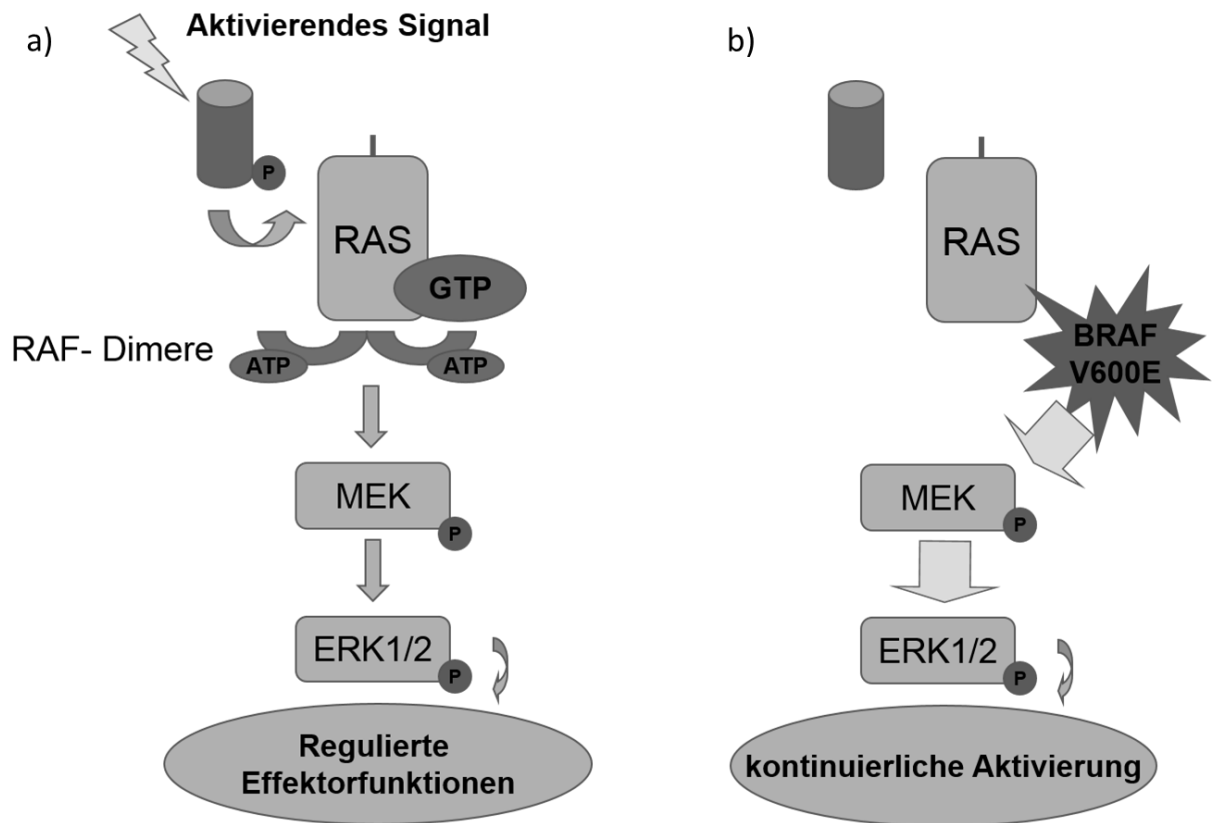 a)
Aktivierendes Signal
P
RAS
GTP
RAF- Dimere
ATP
ATP
MEK
P
ERK1/2
P
Regulierte
Effektorfunktionen
b)
RAS
BRAF
V600E
MEK
P
ERK1/2
P
kontinuierliche Aktivierung